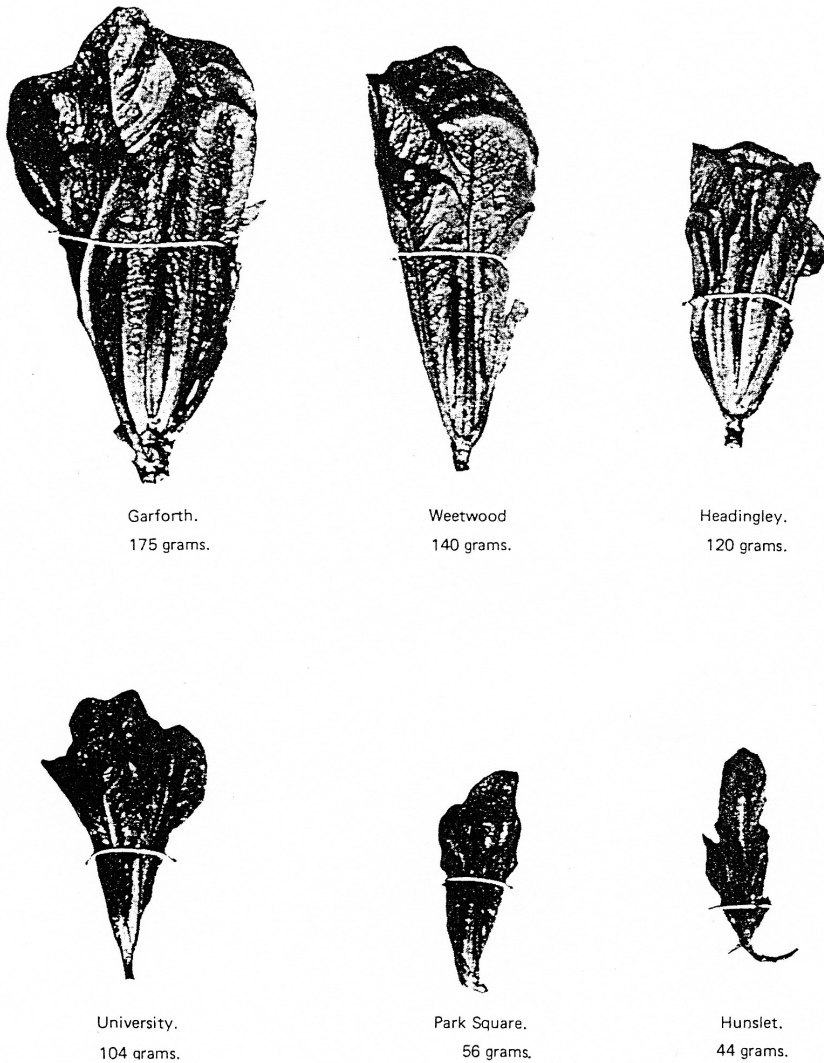 Garforth.
175 grams.
Weetwood
140 grams.
Headingley.
120 grams.
University.
104 grams.
Park Square.
56 grams.
Hunslet.
44 grams.